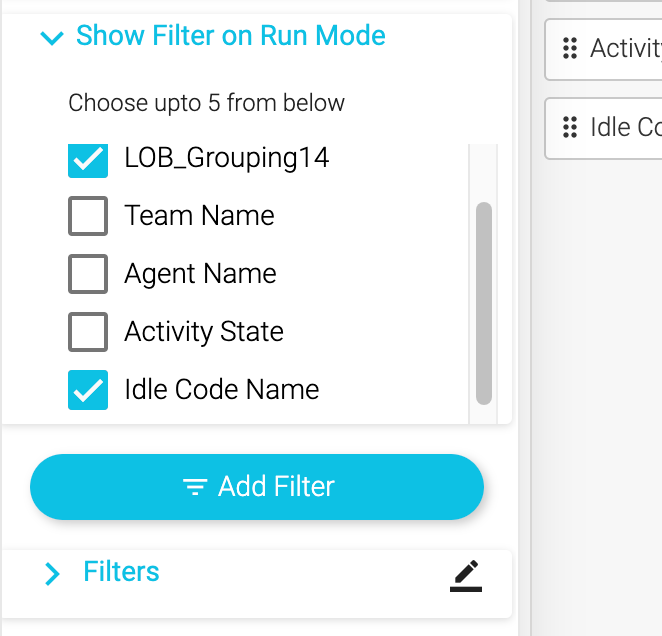 Show Filter on Run Mode
Choose upto 5 from below
LOB_Grouping14
Team Name
Agent Name
Activity State
Idle Code Name
Add Filter
Filters
Activity
Idle Co